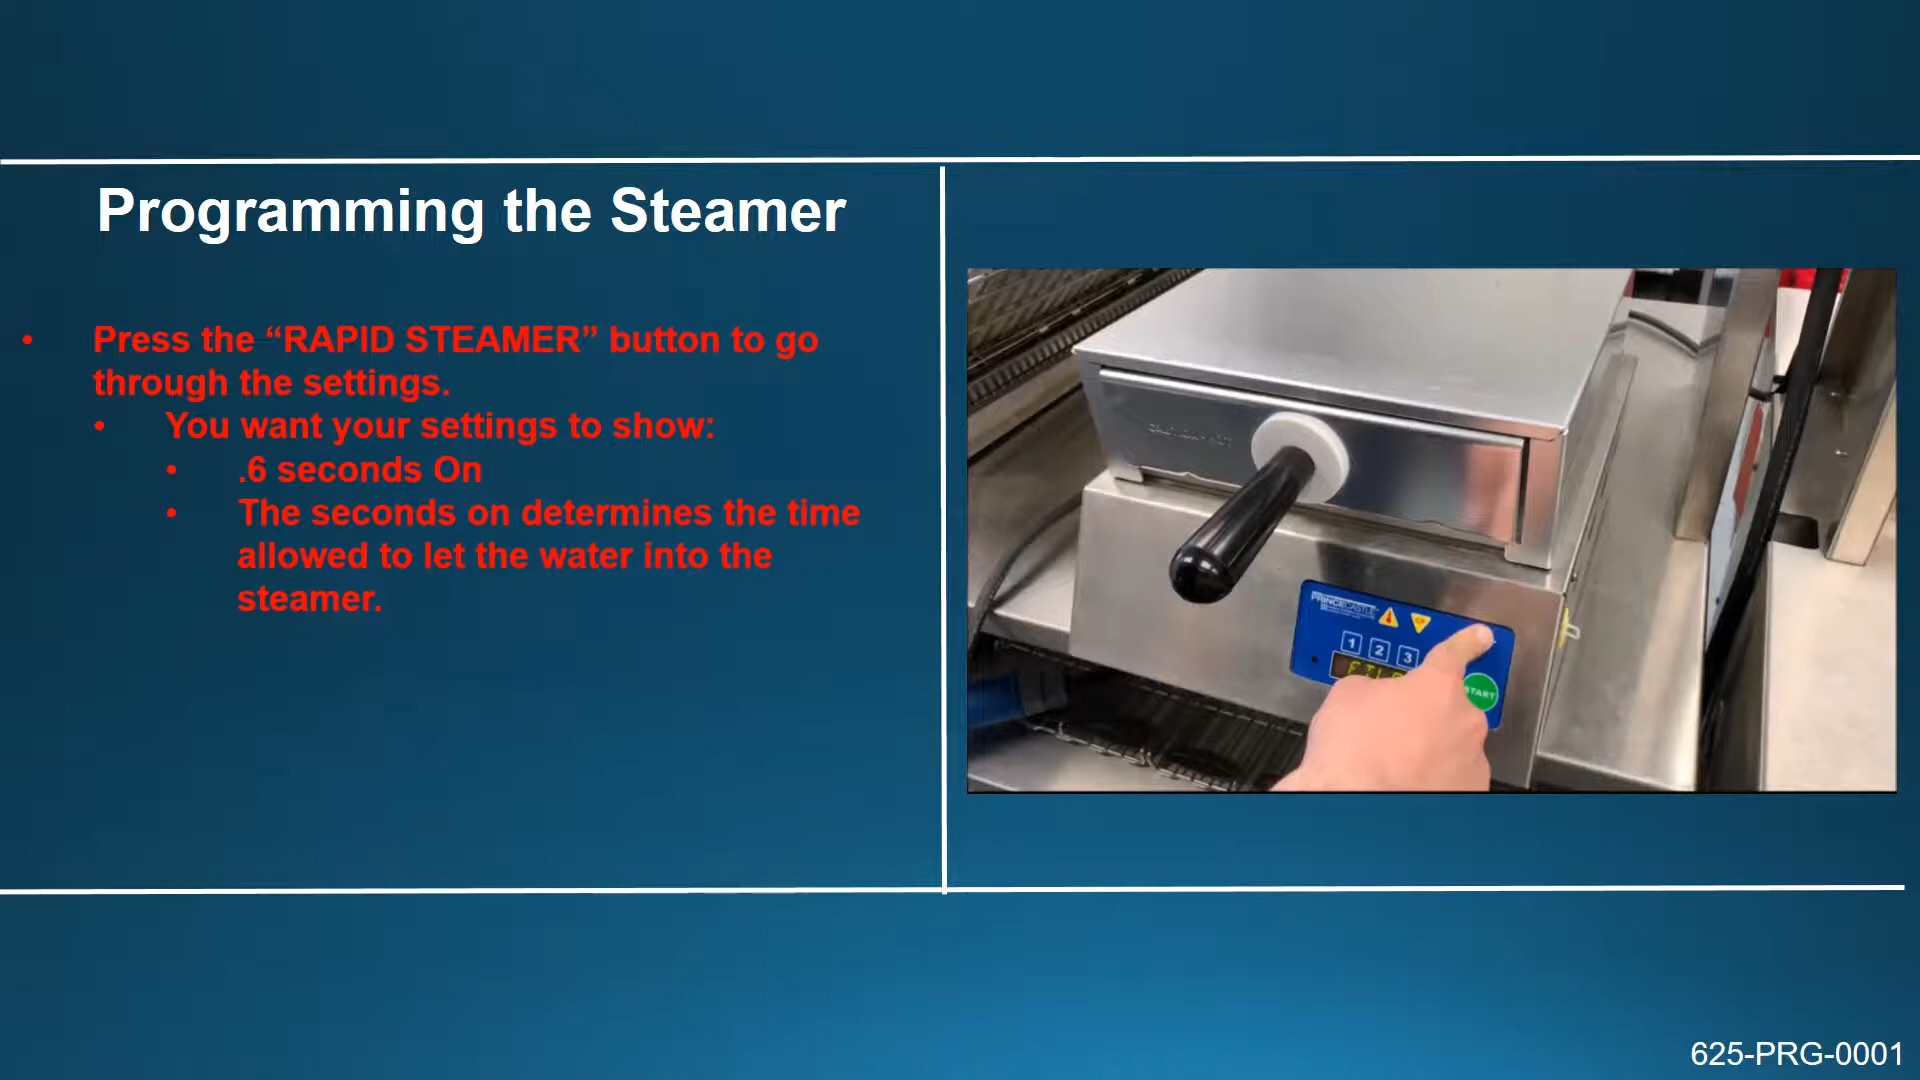 Programming the Steamer
• Press the “RAPID STEAMER” button to go
through the settings.
• You want your settings to show:
• .6 seconds On
• The seconds on determines the time
allowed to let the water into the
steamer.
PRINCE CASTLE
1 2 3
START
625-PRG-0001